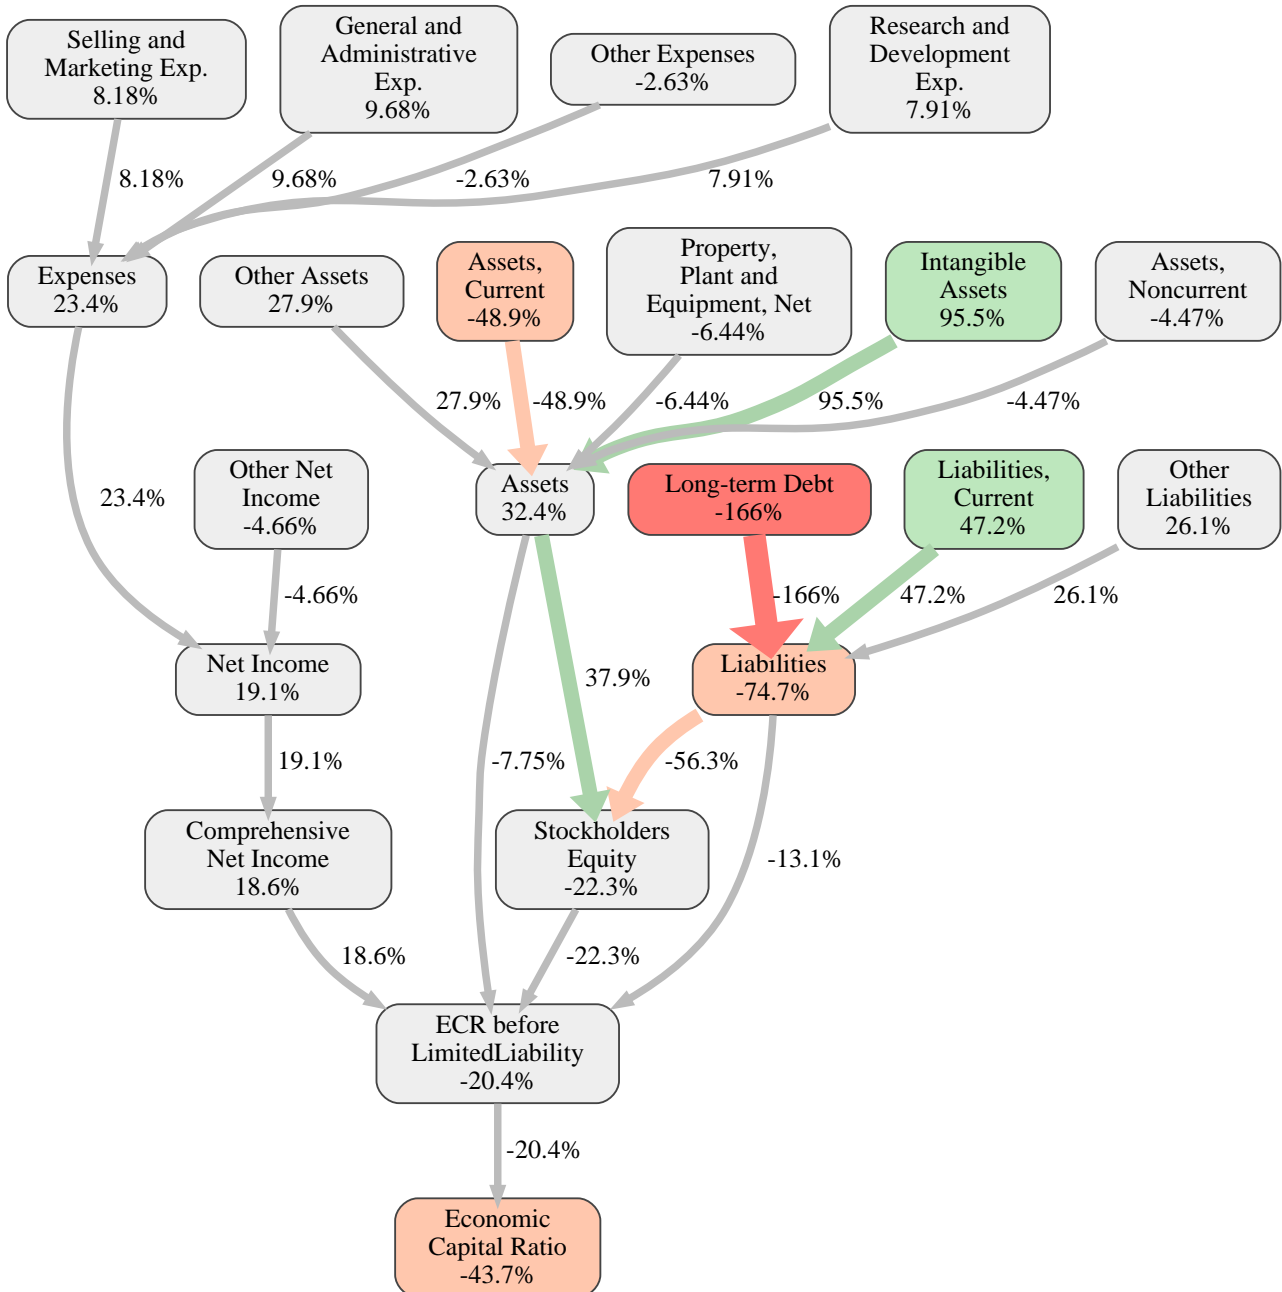 Selling and
Marketing Exp.
8.18%
General and
Administrative
Exp.
9.68%
Other Expenses
-2.63%
Research and
Development
Exp.
7.91%
8.18%
9.68%
-2.63%
7.91%
Expenses
23.4%
Other Assets
27.9%
Assets,
Current
-48.9%
Property,
Plant and
Equipment, Net
-6.44%
Intangible
Assets
95.5%
Assets,
Noncurrent
-4.47%
27.9%
-48.9%
-6.44%
95.5%
-4.47%
23.4%
Other Net
Income
-4.66%
Assets
32.4%
Long-term Debt
-166%
Liabilities,
Current
47.2%
Other
Liabilities
26.1%
-4.66%
-166%
47.2%
26.1%
Net Income
19.1%
37.9%
Liabilities
-74.7%
19.1%
-7.75%
-56.3%
Comprehensive
Net Income
18.6%
Stockholders
Equity
-22.3%
-13.1%
18.6%
-22.3%
ECR before
LimitedLiability
-20.4%
-20.4%
Economic
Capital Ratio
-43.7%